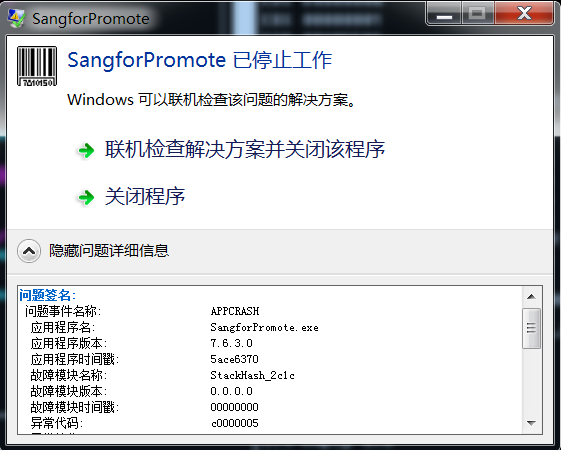 SangforPromote
7A10150
SangforPromote 已停止工作
Windows 可以联机检查该问题的解决方案。
联机检查解决方案并关闭该程序
关闭程序
隐藏问题详细信息
问题签名:
问题事件名称: APPCRASH
应用程序名: SangforPromote.exe
应用程序版本: 7.6.3.0
应用程序时间戳: 5ace6370
故障模块名称: StackHash_2c1c
故障模块版本: 0.0.0.0
故障模块时间戳: 00000000
异常代码: c0000005